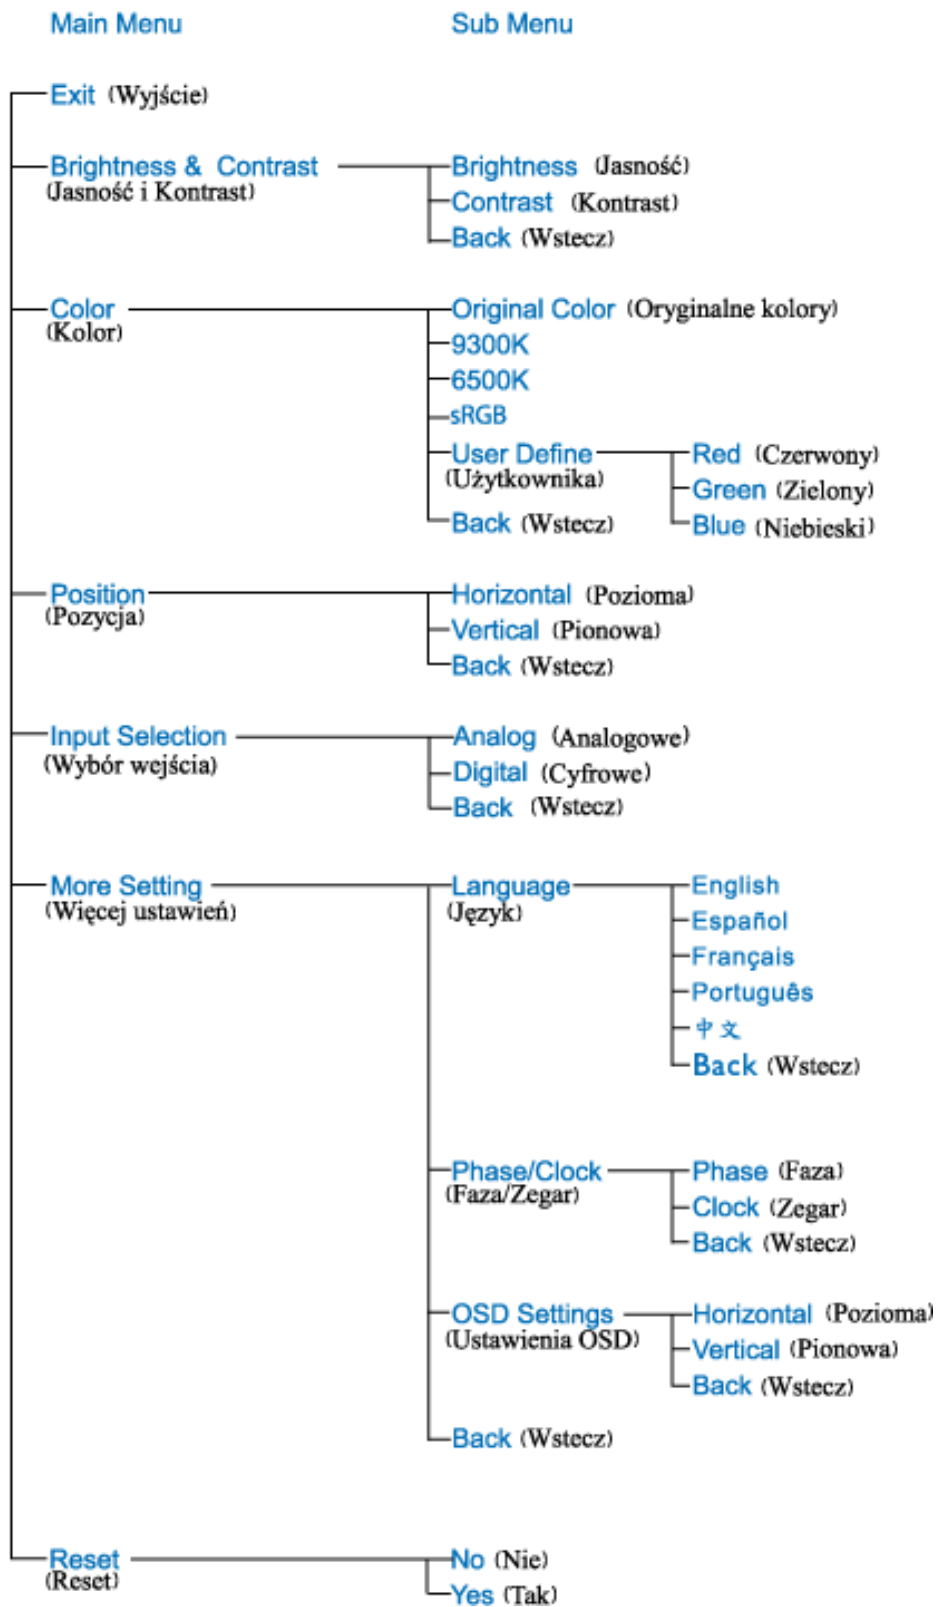 Main Menu Sub Menu
Exit (Wyjście)
Brightness & Contrast Brightness (Jasność)
(Jasność i Kontrast) Contrast (Kontrast)
Back (Wstecz)
Color Original Color (Oryginalne kolory)
(Kolor) 9300K
6500K
sRGB
User Define Red (Czerwony)
(Użytkownika) Green (Zielony)
Back (Wstecz) Blue (Niebieski)
Position Horizontal (Pozioma)
(Pozycja) Vertical (Pionowa)
Back (Wstecz)
Input Selection Analog (Analogowe)
(Wybór wejścia) Digital (Cyfrowe)
Back (Wstecz)
More Setting Language English
(Więcej ustawień) (Język) Español
Français
Português
中文
Back (Wstecz)
Phase/Clock Phase (Faza)
(Faza/Zegar) Clock (Zegar)
Back (Wstecz)
OSD Settings Horizontal (Pozioma)
(Ustawienia OSD) Vertical (Pionowa)
Back (Wstecz)
Back (Wstecz)
Reset No (Nie)
(Reset) Yes (Tak)